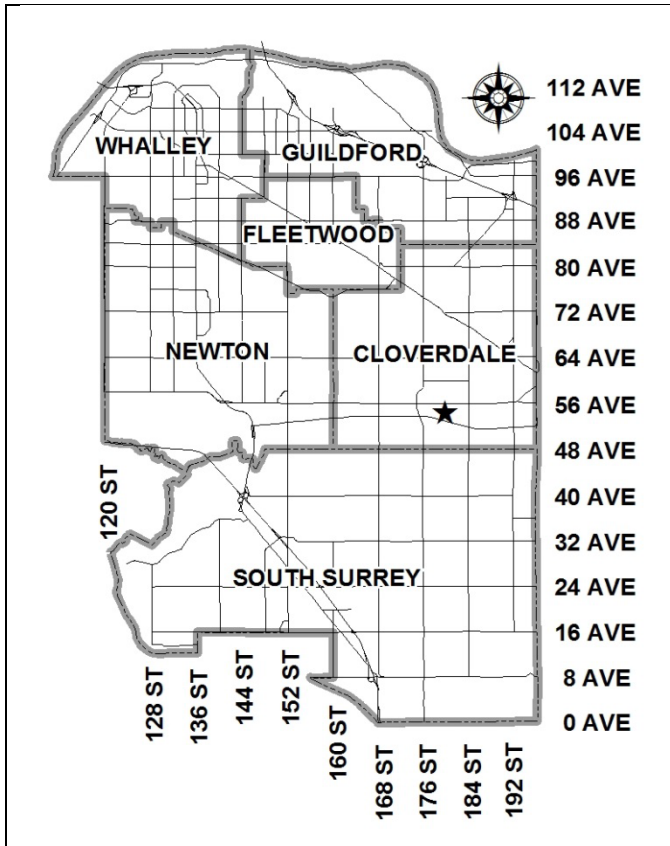 112 AVE
104 AVE
WHALLEY
GUILDFORD
96 AVE
88 AVE
FLEETWOOD
80 AVE
72 AVE
NEWTON
CLOVERDALE
64 AVE
56 AVE
48 AVE
120 ST
40 AVE
32 AVE
SOUTH SURREY
24 AVE
16 AVE
128 ST
136 ST
144 ST
152 ST
160 ST
8 AVE
0 AVE
168 ST
176 ST
184 ST
192 ST